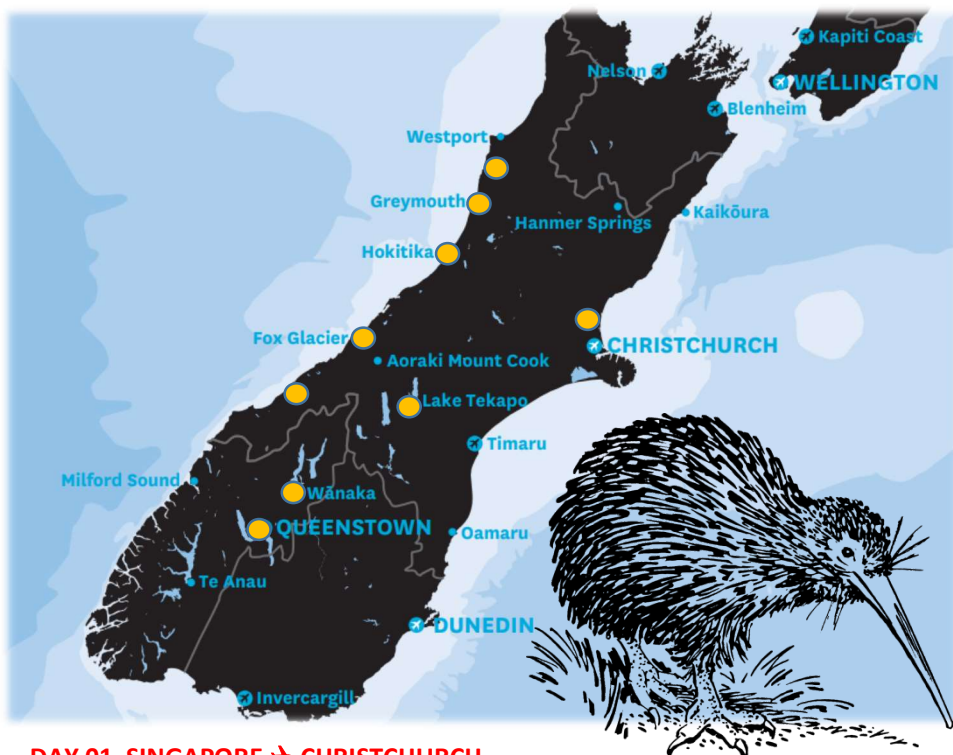 Kapiti Coast
Nelson
WELLINGTON
Blenheim
Westport
Greymouth
Hanmer Springs
Kaikōura
Hokitika
Fox Glacier
CHRISTCHURCH
Aoraki Mount Cook
Lake Tekapo
Timaru
Milford Sound
Wānaka
QUEENSTOWN
Oamaru
Te Anau
DUNEDIN
Invercargill
DAY 01 SINGAPORE ✈ CHRISTCHURCH